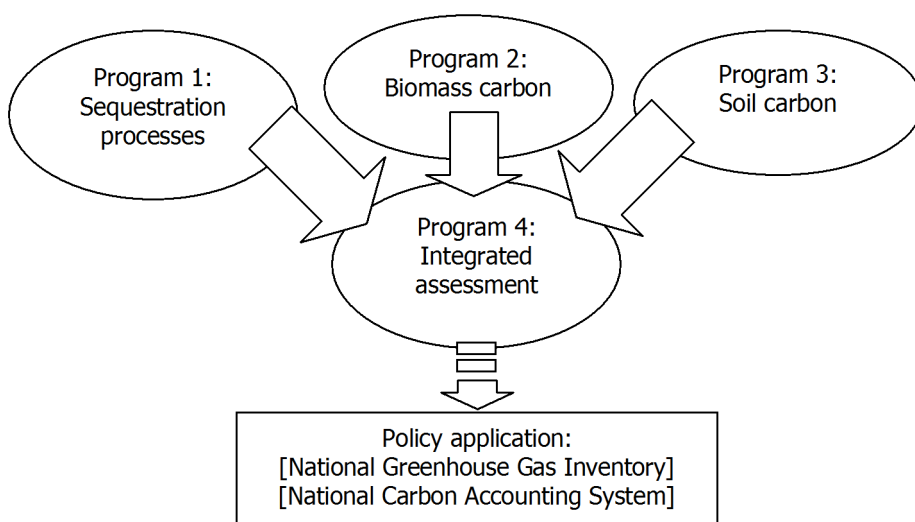 Program 1:
Sequestration
processes
Program 2:
Biomass carbon
Program 3:
Soil carbon
Program 4:
Integrated
assessment
Policy application:
[National Greenhouse Gas Inventory]
[National Carbon Accounting System]